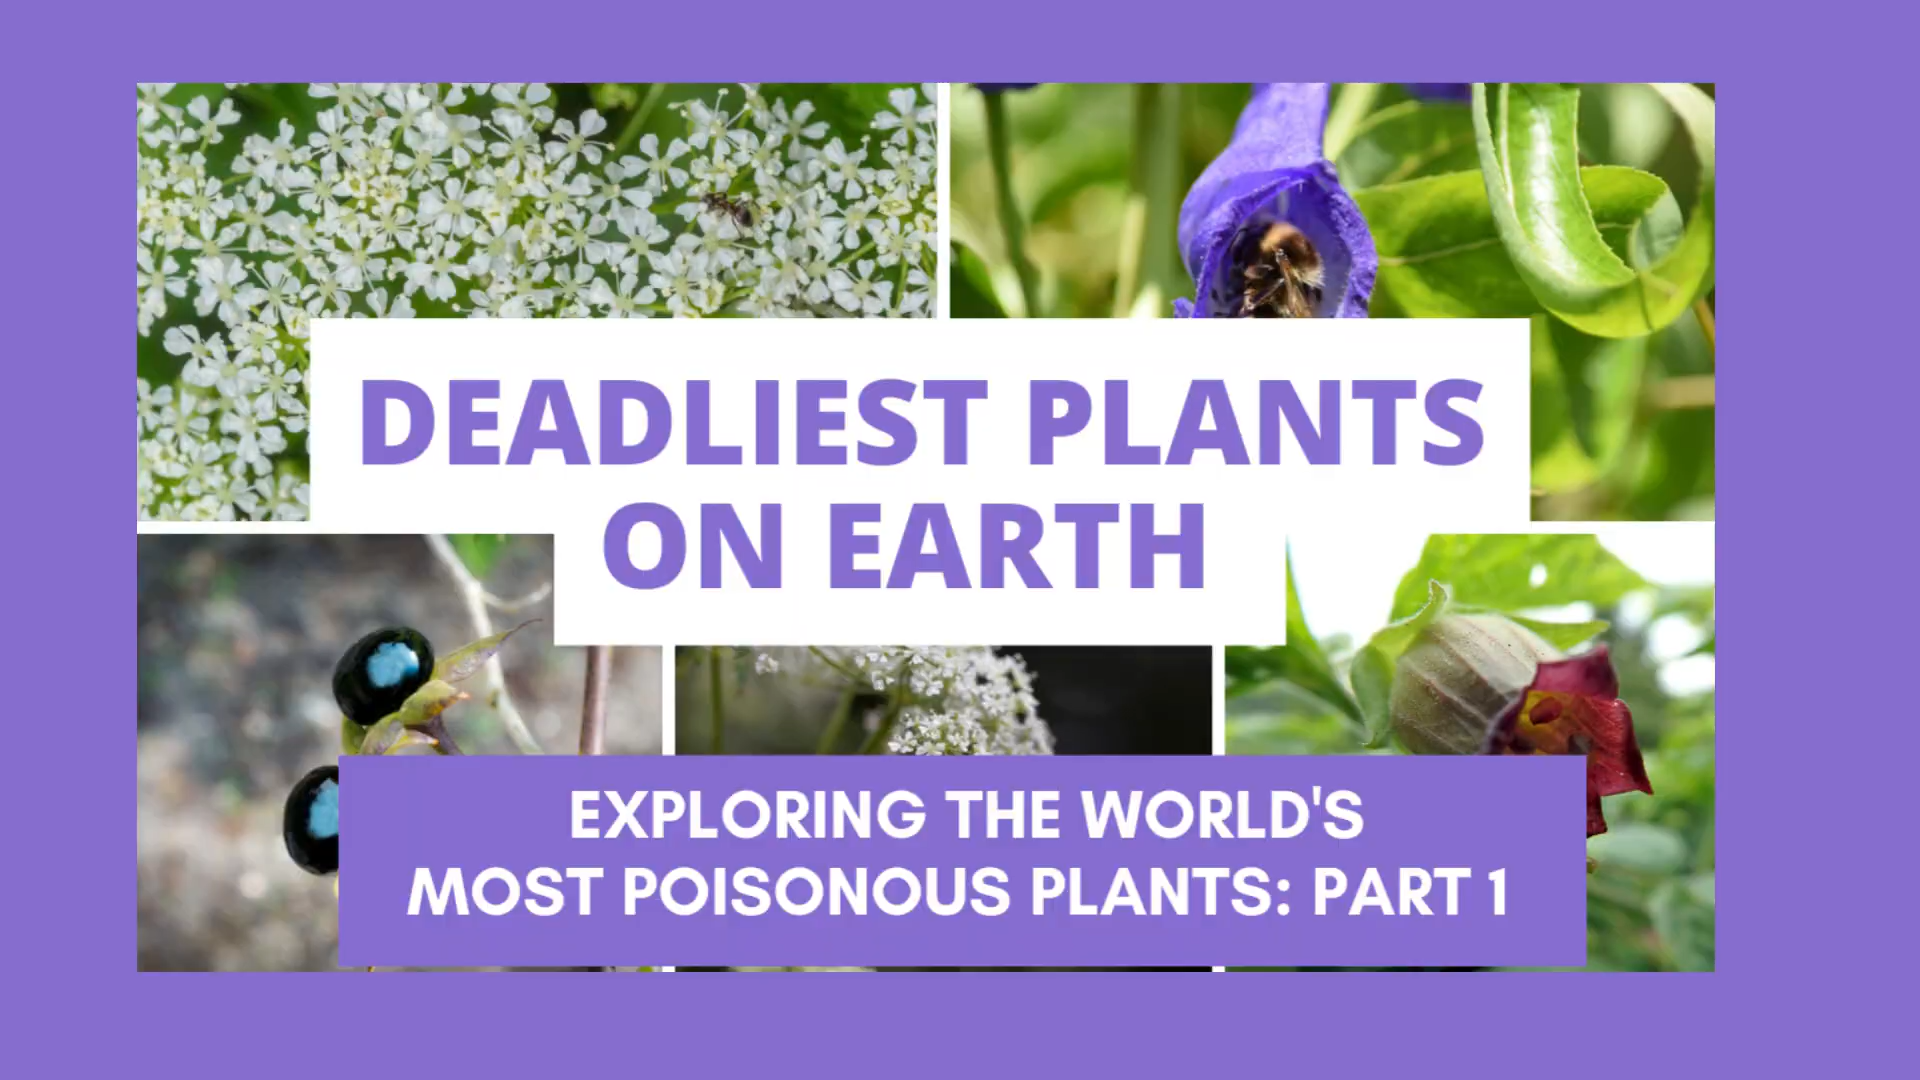 DEADLIEST PLANTS
ON EARTH
EXPLORING THE WORLD'S
MOST POISONOUS PLANTS: PART 1